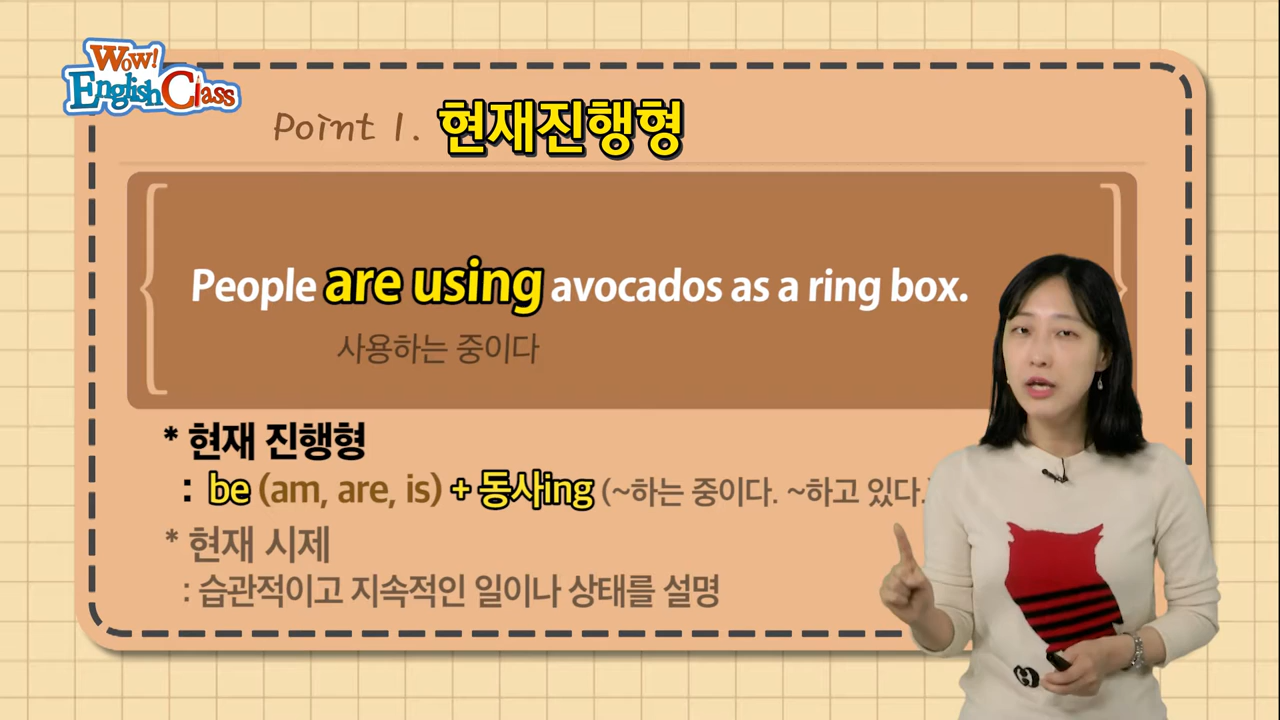 Wow!
English Class
Point 1. 현재진행형
People are using avocados as a ring box.
사용하는 중이다
* 현재 진행형
: be (am, are, is) + 동사ing (~하는 중이다. ~하고 있다.)
* 현재 시제
: 습관적이고 지속적인 일이나 상태를 설명